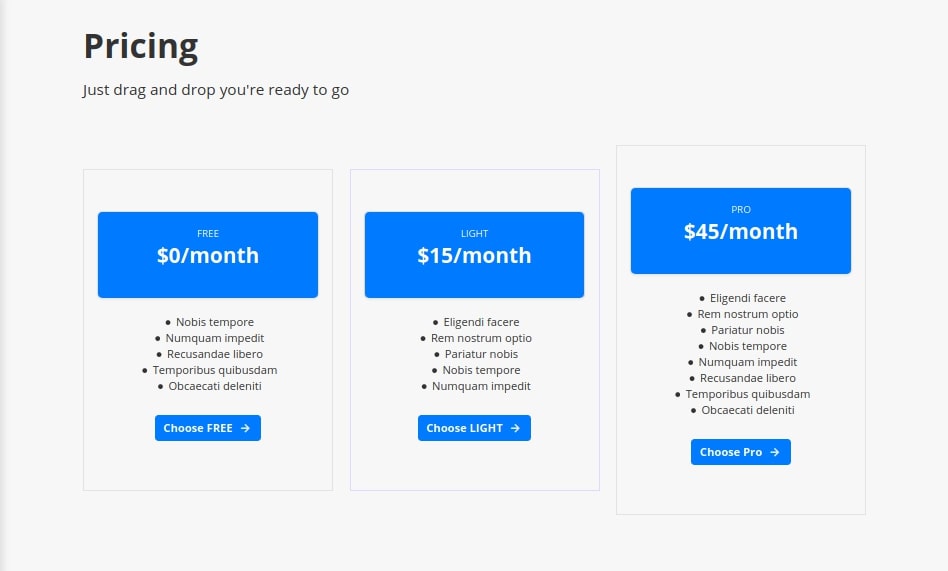 Pricing
Just drag and drop you're ready to go
FREE
$0/month
• Nobis tempore
• Numquam impedit
• Recusandae libero
• Temporibus quibusdam
• Obcaecati deleniti
Choose FREE →
LIGHT
$15/month
• Eligendi facere
• Rem nostrum optio
• Pariatur nobis
• Nobis tempore
• Numquam impedit
Choose LIGHT →
PRO
$45/month
• Eligendi facere
• Rem nostrum optio
• Pariatur nobis
• Nobis tempore
• Numquam impedit
• Recusandae libero
• Temporibus quibusdam
• Obcaecati deleniti
Choose Pro →